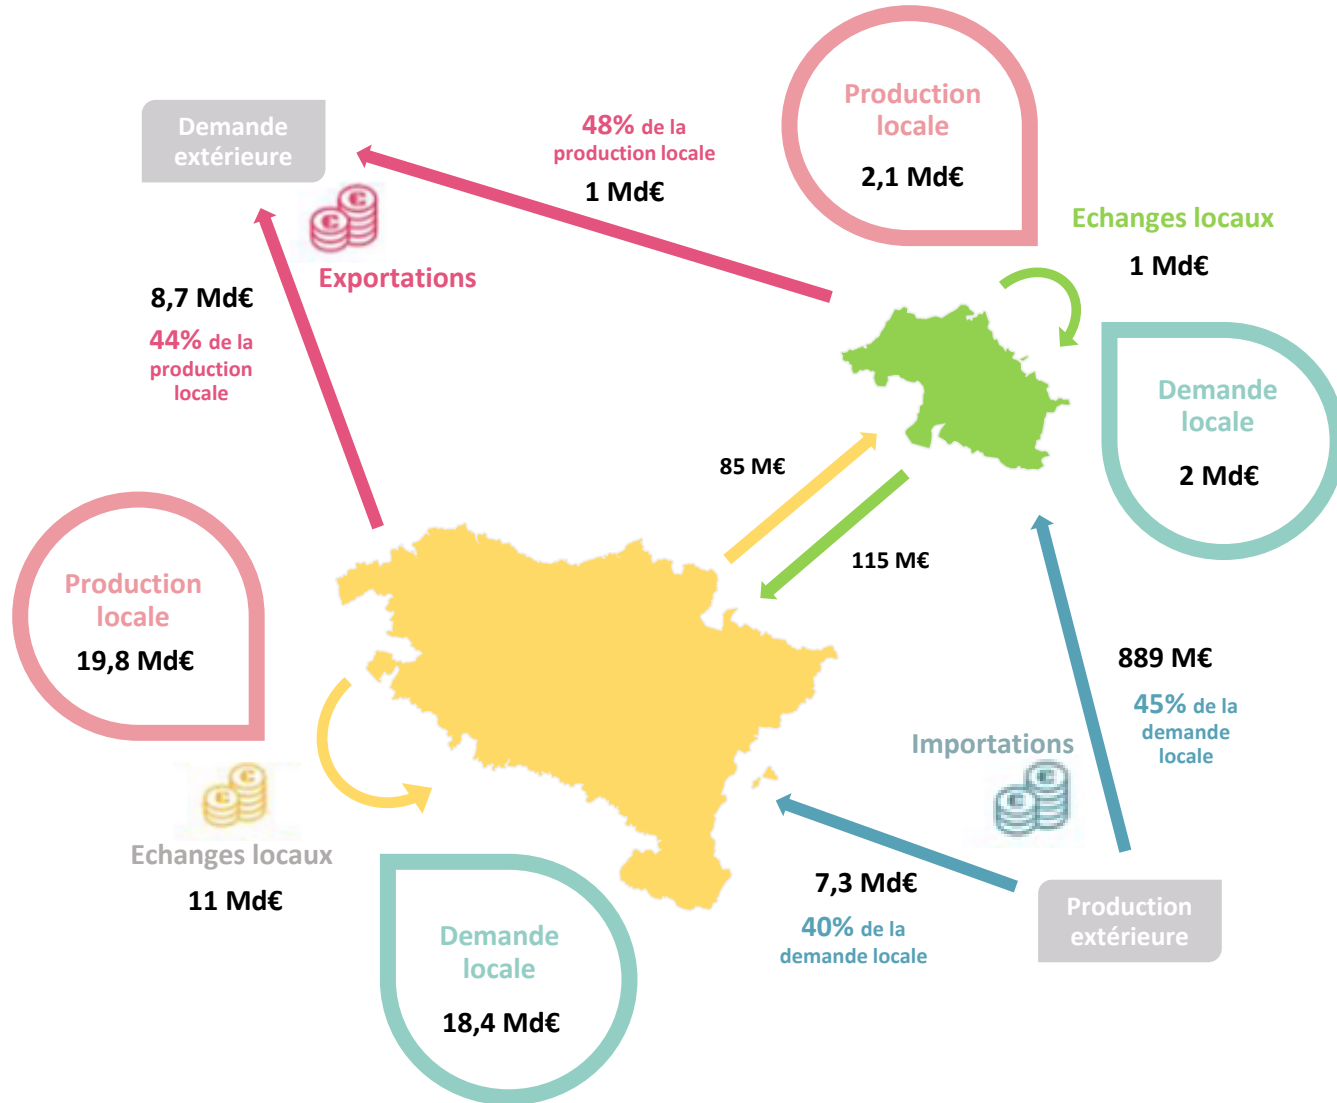 Production
locale
2,1 Md€
Demande
extérieure
48% de la
production locale
1 Md€
Echanges locaux
1 Md€
Exportations
8,7 Md€
44% de la
production
locale
Demande
locale
2 Md€
85 M€
115 M€
Production
locale
19,8 Md€
889 M€
45% de la
demande
locale
Importations
Echanges locaux
11 Md€
7,3 Md€
40% de la
demande locale
Production
extérieure
Demande
locale
18,4 Md€